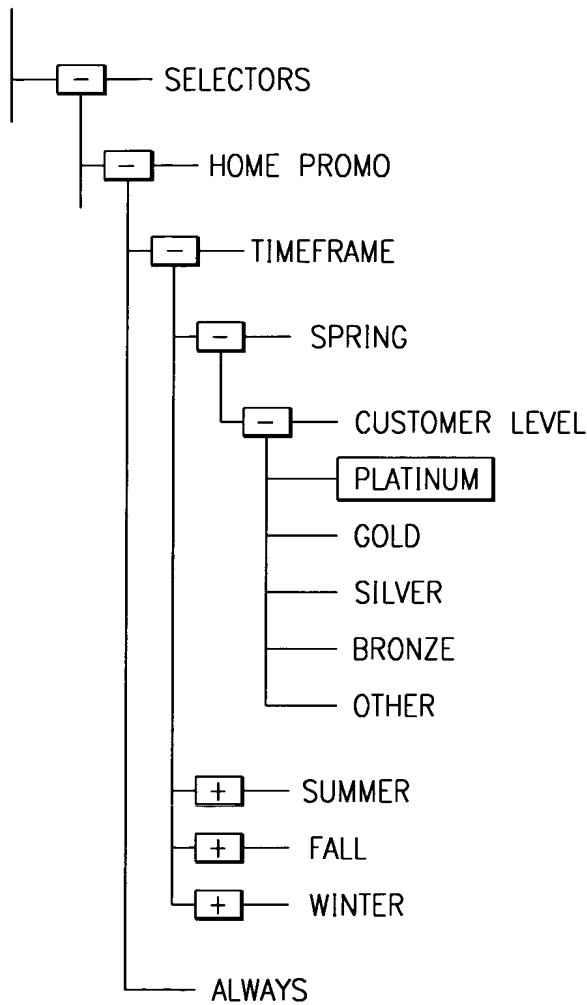 - SELECTORS
- HOME PROMO
- TIMEFRAME
- SPRING
- CUSTOMER LEVEL
PLATINUM
GOLD
SILVER
BRONZE
OTHER
+ SUMMER
+ FALL
+ WINTER
ALWAYS